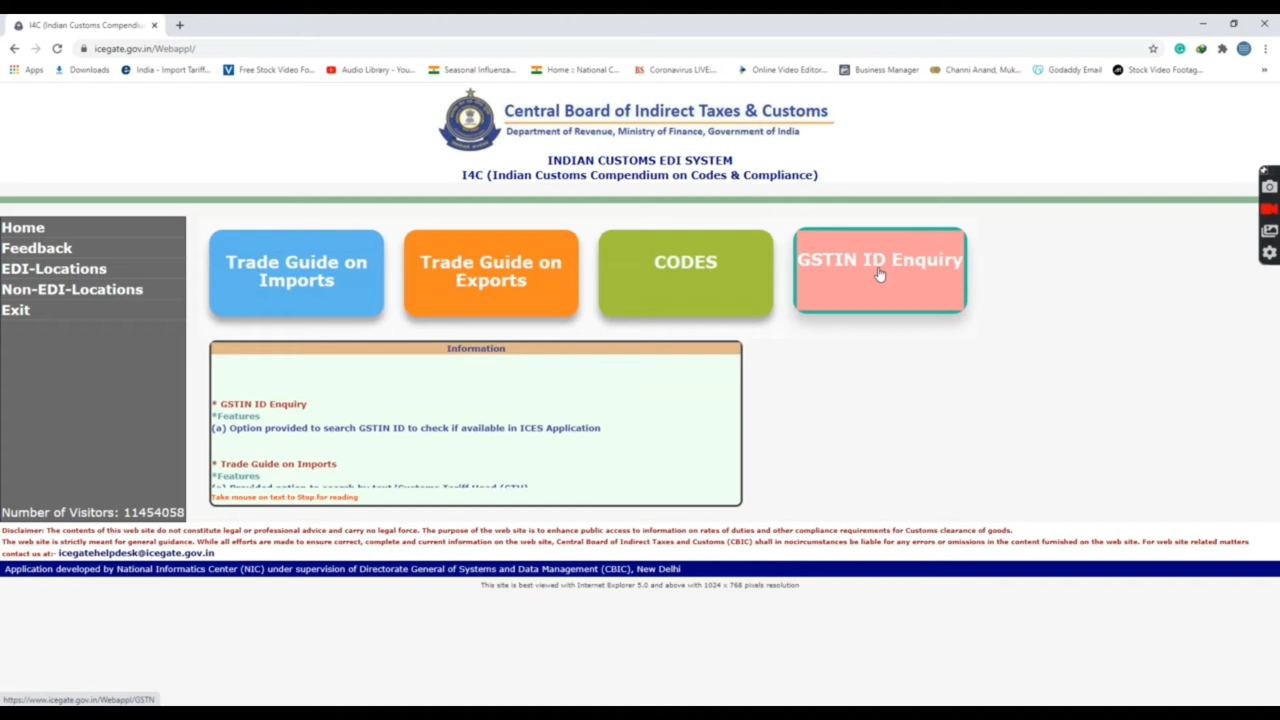 I4C (Indian Customs Compendiu
icegate.gov.in/Webappl/
Apps
Downloads
India - Import Tariff...
Free Stock Video Fo...
Audio Library - You...
Seasonal Influenza...
Home :: National C...
Coronavirus LIVE:...
Online Video Editor...
Business Manager
Channi Anand, Muk...
Godaddy Email
Stock Video Footag...
Central Board of Indirect Taxes & Customs
Department of Revenue, Ministry of Finance, Government of India
INDIAN CUSTOMS EDI SYSTEM
I4C (Indian Customs Compendium on Codes & Compliance)
Home
Feedback
EDI-Locations
Non-EDI-Locations
Exit
Number of Visitors: 11454058
Trade Guide on
Imports
Trade Guide on
Exports
CODES
GSTIN ID Enquiry
Information
* GSTIN ID Enquiry
*Features
(a) Option provided to search GSTIN ID to check if available in ICES Application
* Trade Guide on Imports
*Features
(a) Provided option to search by text 'Customs Tariff Head (CTH)
Take mouse on text to Stop for reading
Disclaimer: The contents of this web site do not constitute legal or professional advice and carry no legal force. The purpose of the web site is to enhance public access to information on rates of duties and other compliance requirements for Customs clearance of goods.
The web site is strictly meant for general guidance. While all efforts are made to ensure correct, complete and current information on the web site, Central Board of Indirect Taxes and Customs (CBIC) shall in nocircumstances be liable for any errors or omissions in the content furnished on the web site. For web site related matters
contact us at:- icegatehelpdesk@icegate.gov.in
Application developed by National Informatics Center (NIC) under supervision of Directorate General of Systems and Data Management (CBIC), New Delhi
This site is best viewed with Internet Explorer 5.0 and above with 1024 x 768 pixels resolution
https://www.icegate.gov.in/Webappl/GSTN